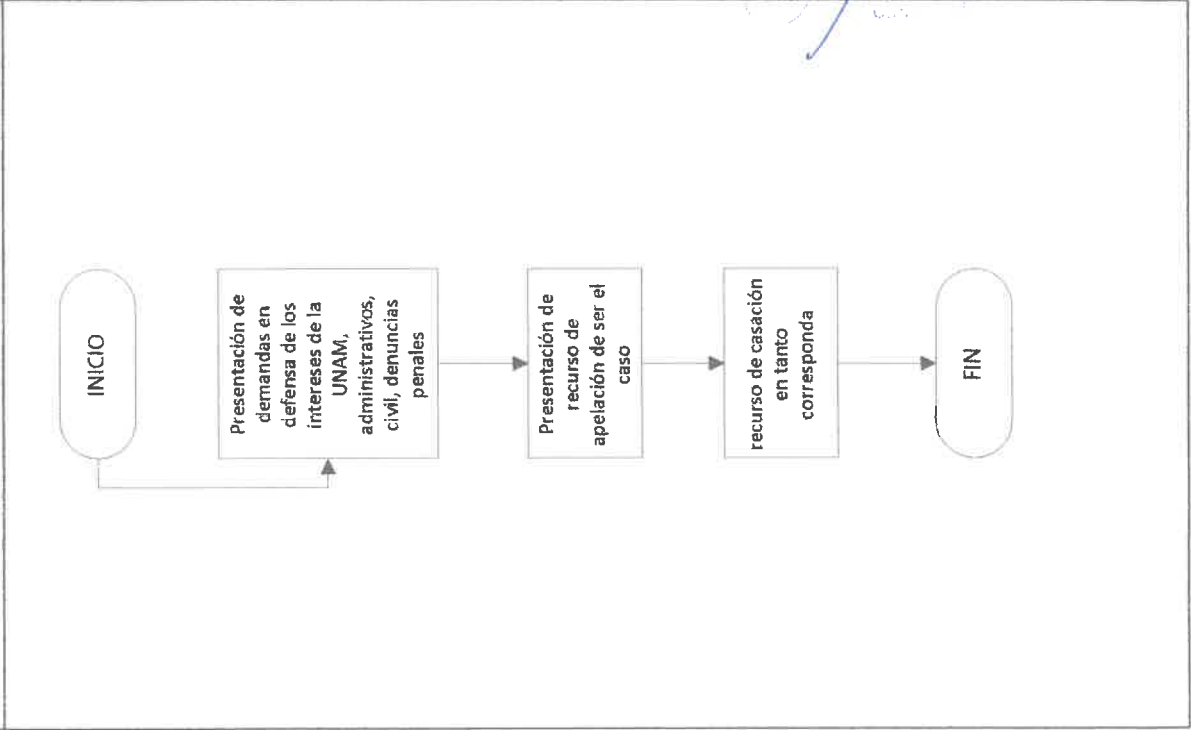 INICIO
Presentación de
demandas en
defensa de los
intereses de la
UNAM,
administrativos,
civil, denuncias
penales
Presentación de
recurso de
apelación de ser el
caso
recurso de casación
en tanto
corresponda
FIN